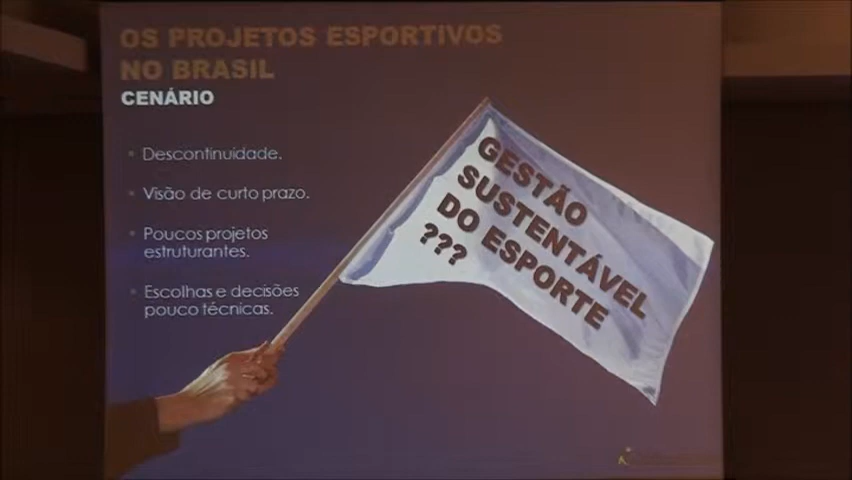 OS PROJETOS ESPORTIVOS
NO BRASIL
CENÁRIO
Descontinuidade.
Visão de curto prazo.
Poucos projetos
estruturantes.
Escolhas e decisões
pouco técnicas.
GESTÃO
SUSTENTÁVEL
DO ESPORTE
???